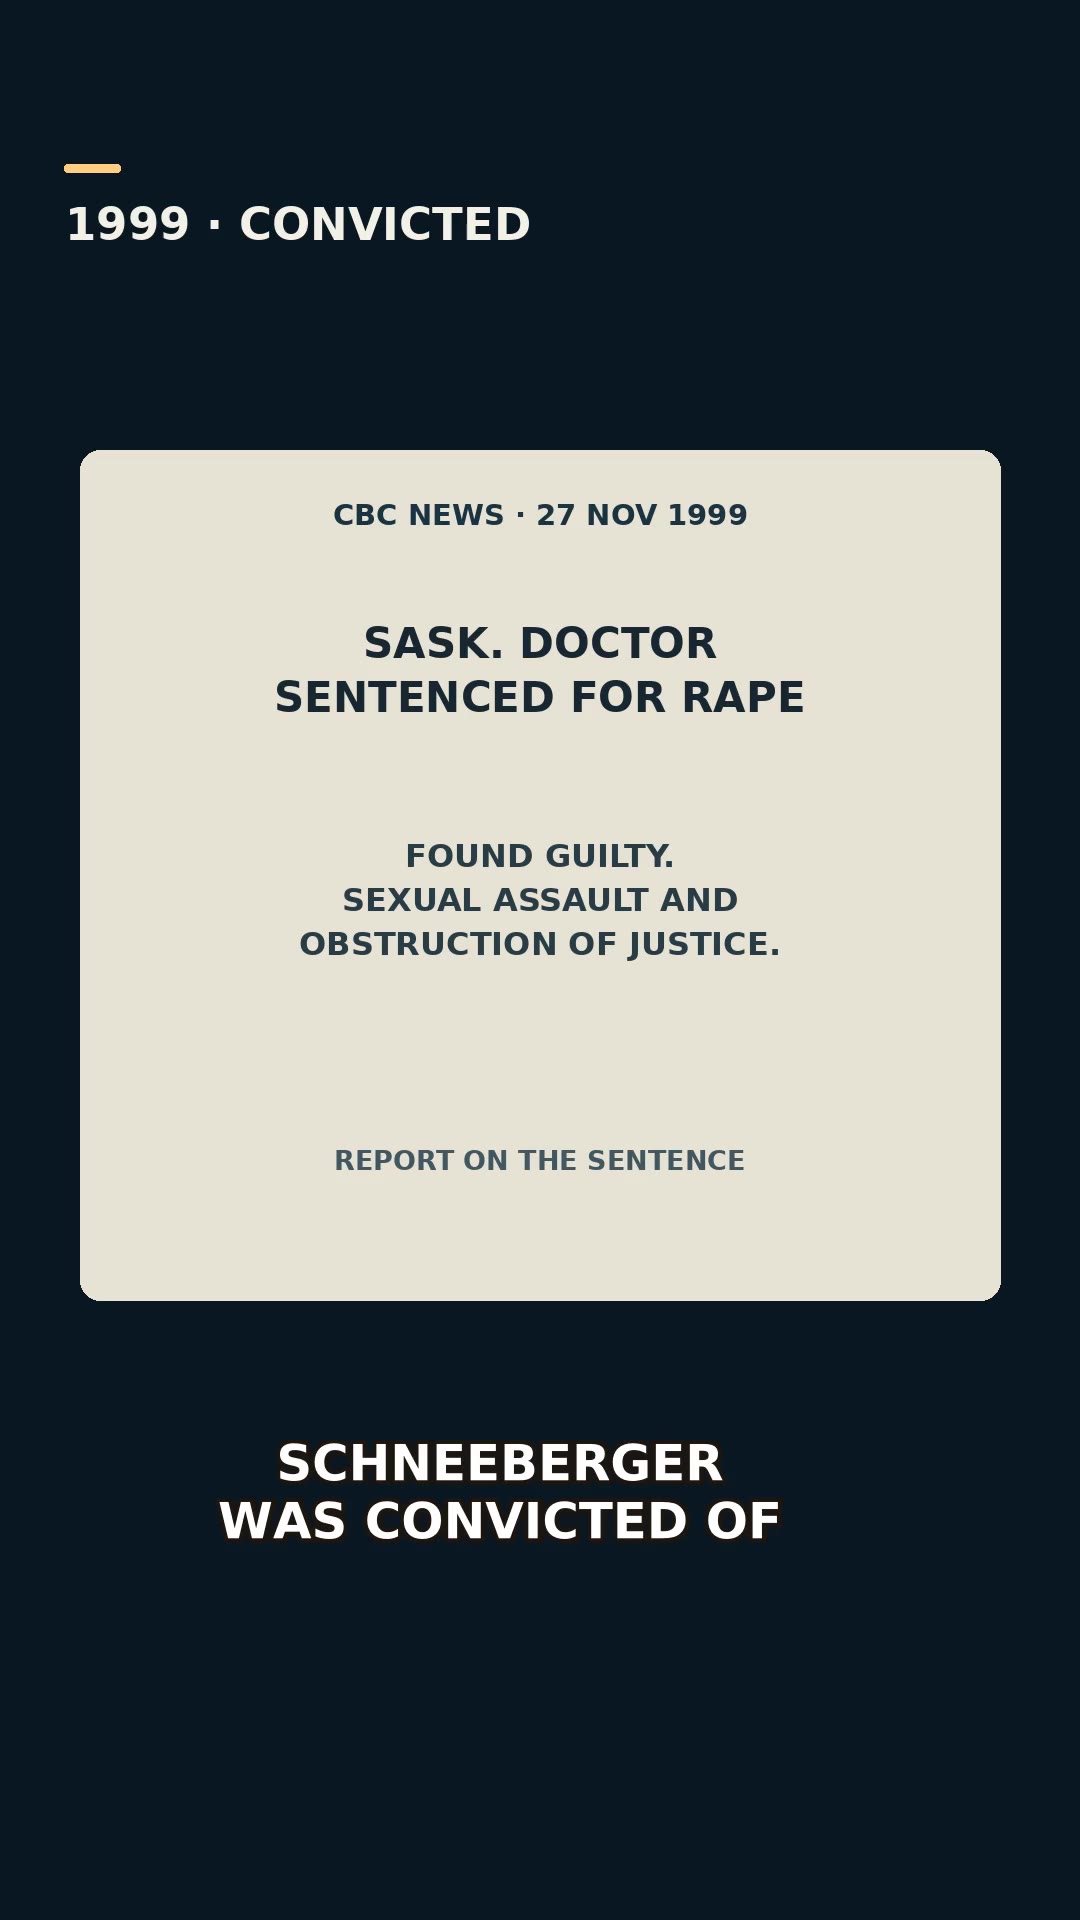 1999 · CONVICTED
CBC NEWS · 27 NOV 1999
SASK. DOCTOR
SENTENCED FOR RAPE
FOUND GUILTY.
SEXUAL ASSAULT AND
OBSTRUCTION OF JUSTICE.
REPORT ON THE SENTENCE
SCHNEEBERGER
WAS CONVICTED OF